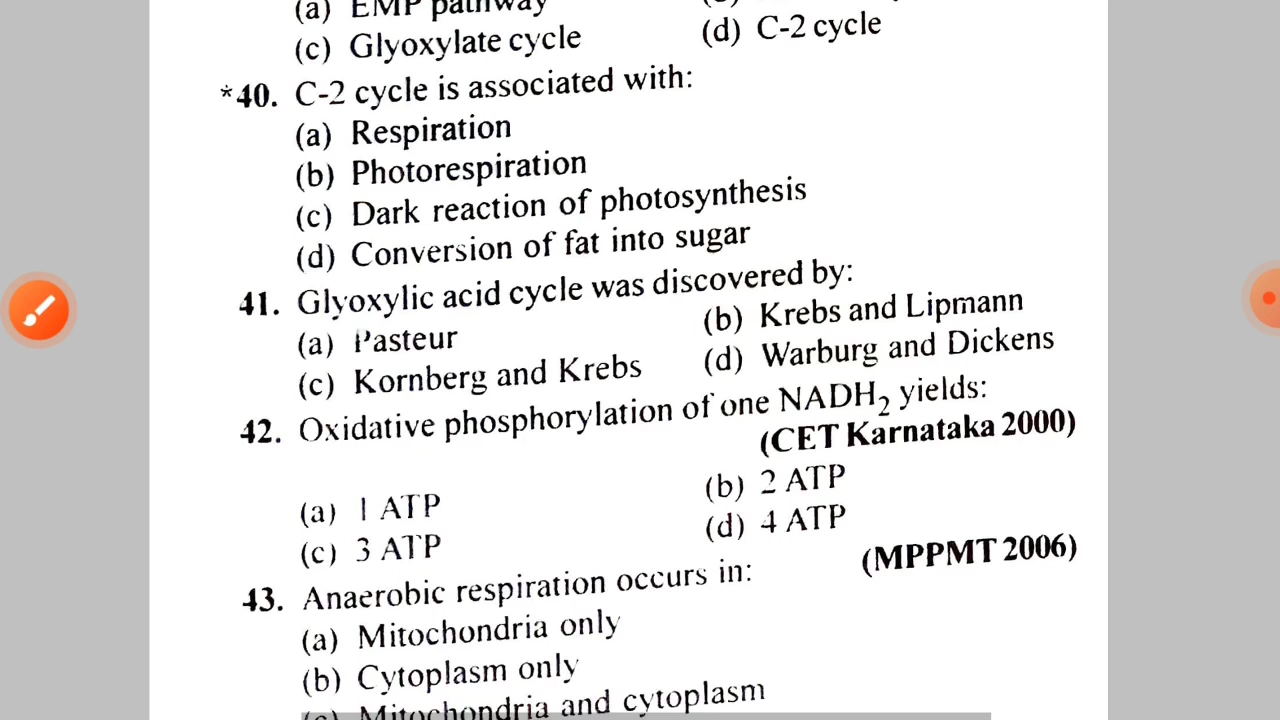 (a) EMP pathway
(c) Glyoxylate cycle (d) C-2 cycle
*40. C-2 cycle is associated with:
(a) Respiration
(b) Photorespiration
(c) Dark reaction of photosynthesis
(d) Conversion of fat into sugar
41. Glyoxylic acid cycle was discovered by:
(a) Pasteur (b) Krebs and Lipmann
(c) Kornberg and Krebs (d) Warburg and Dickens
42. Oxidative phosphorylation of one NADH₂ yields:
(CET Karnataka 2000)
(a) 1 ATP (b) 2 ATP
(c) 3 ATP (d) 4 ATP
43. Anaerobic respiration occurs in: (MPPMT 2006)
(a) Mitochondria only
(b) Cytoplasm only
(c) Mitochondria and cytoplasm